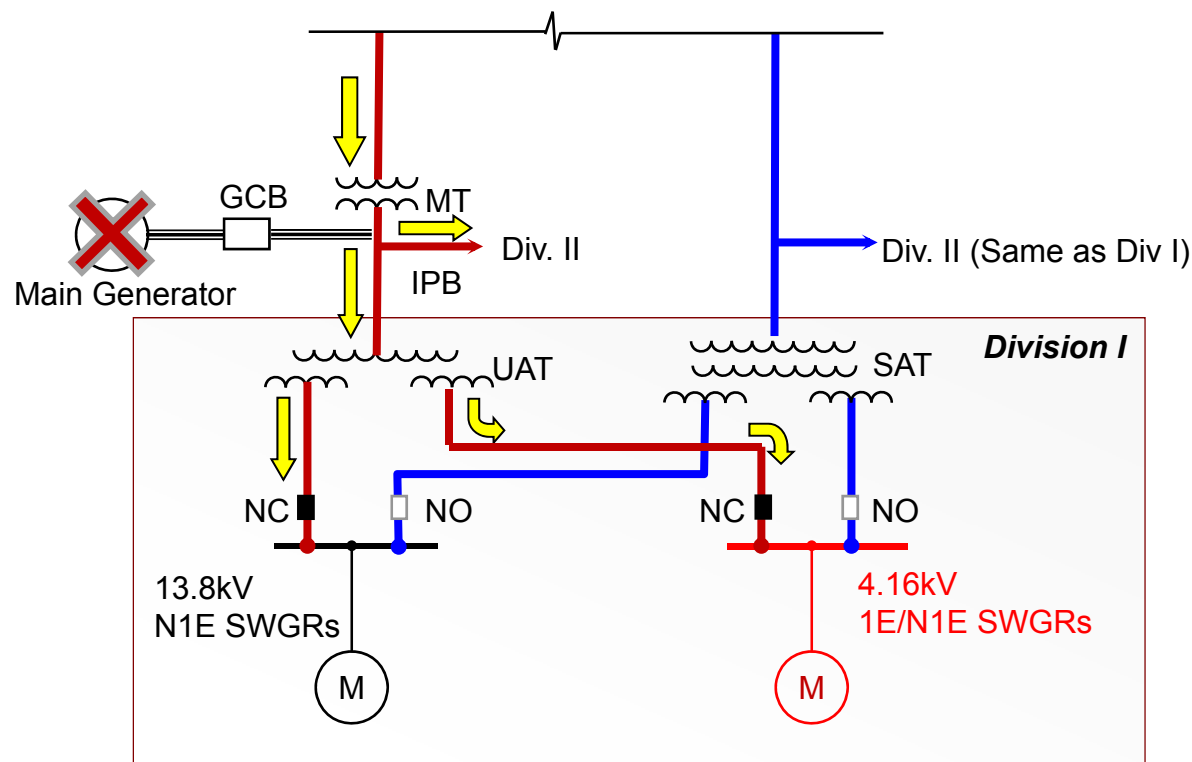 GCB
MT
Main Generator
Div. II
IPB
Div. II (Same as Div I)
Division I
UAT
SAT
NC
NO
NC
NO
13.8kV
N1E SWGRs
4.16kV
1E/N1E SWGRs
M
M